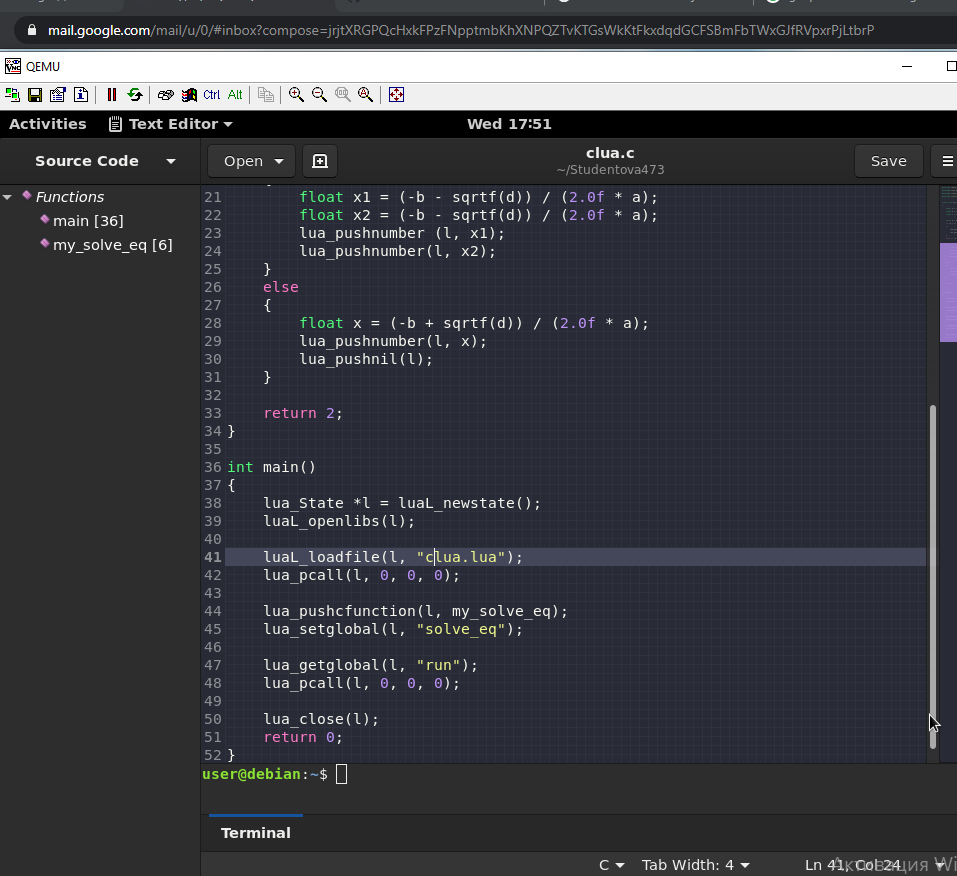 mail.google.com/mail/u/0/#inbox?compose=jrjtXRGPQcHxkFPzFNpptmbKhXNPQZTvKTGsWkKtFkxdqdGCFSBmFbTWxGJfRVpxrPjLtbrP
QEMU
Ctrl Alt
Activities Text Editor Wed 17:51
Source Code Open clua.c Save
~/Studentova473
Functions
main [36]
my_solve_eq [6]
21 float x1 = (-b - sqrtf(d)) / (2.0f * a);
22 float x2 = (-b - sqrtf(d)) / (2.0f * a);
23 lua_pushnumber (l, x1);
24 lua_pushnumber(l, x2);
25 }
26 else
27 {
28 float x = (-b + sqrtf(d)) / (2.0f * a);
29 lua_pushnumber(l, x);
30 lua_pushnil(l);
31 }
32
33 return 2;
34 }
35
36 int main()
37 {
38 lua_State *l = luaL_newstate();
39 luaL_openlibs(l);
40
41 luaL_loadfile(l, "clua.lua");
42 lua_pcall(l, 0, 0, 0);
43
44 lua_pushcfunction(l, my_solve_eq);
45 lua_setglobal(l, "solve_eq");
46
47 lua_getglobal(l, "run");
48 lua_pcall(l, 0, 0, 0);
49
50 lua_close(l);
51 return 0;
52 }
user@debian:~$
Terminal
C Tab Width: 4 Ln 41, Col 24
Активация Wi